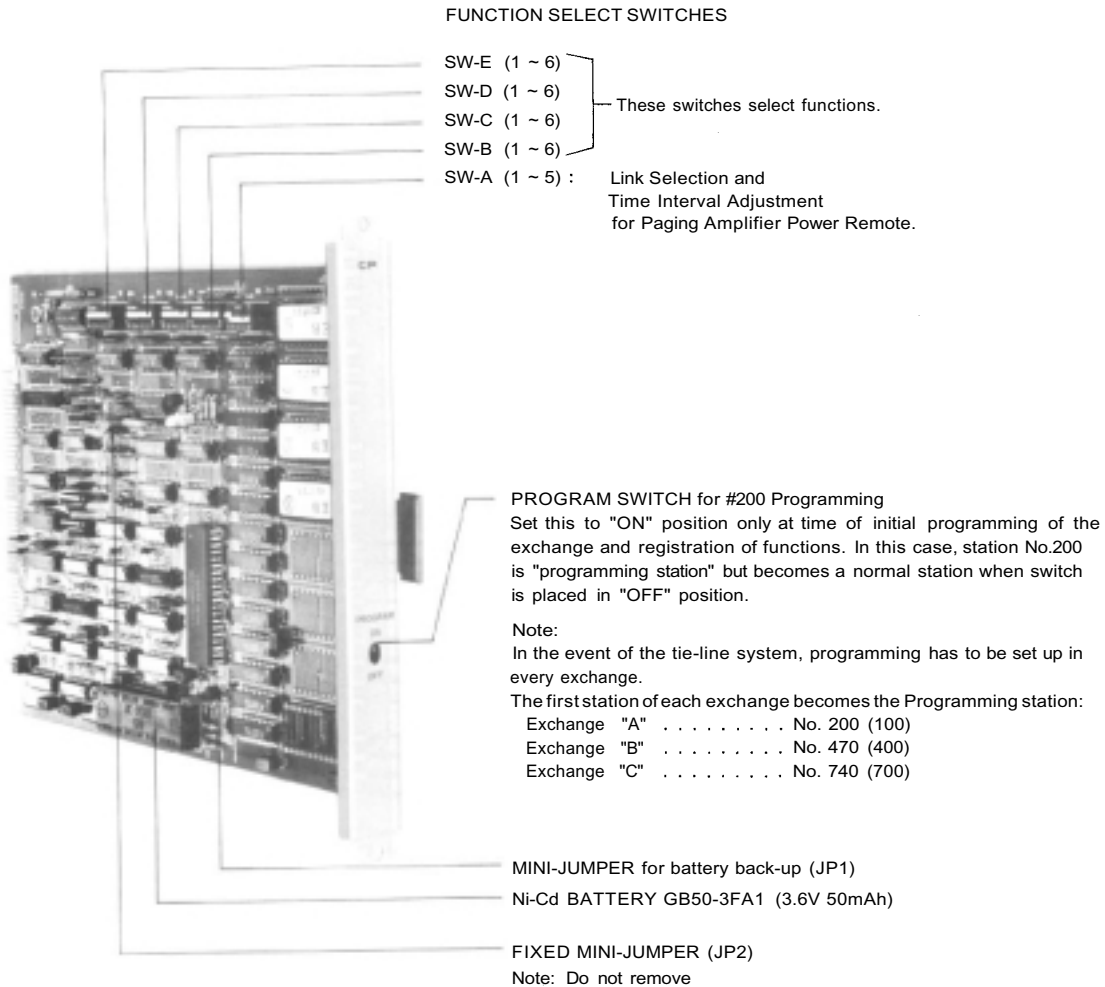 FUNCTION SELECT SWITCHES
SW-E (1 ~ 6)
SW-D (1 ~ 6)
SW-C (1 ~ 6)
SW-B (1 ~ 6)
These switches select functions.
SW-A (1 ~ 5) : Link Selection and
Time Interval Adjustment
for Paging Amplifier Power Remote.
CP
PROGRAM
ON
OFF
PROGRAM SWITCH for #200 Programming
Set this to "ON" position only at time of initial programming of the
exchange and registration of functions. In this case, station No.200
is "programming station" but becomes a normal station when switch
is placed in "OFF" position.
Note:
In the event of the tie-line system, programming has to be set up in
every exchange.
The first station of each exchange becomes the Programming station:
Exchange "A" . . . . . . . . . No. 200 (100)
Exchange "B" . . . . . . . . . No. 470 (400)
Exchange "C" . . . . . . . . . No. 740 (700)
MINI-JUMPER for battery back-up (JP1)
Ni-Cd BATTERY GB50-3FA1 (3.6V 50mAh)
FIXED MINI-JUMPER (JP2)
Note: Do not remove